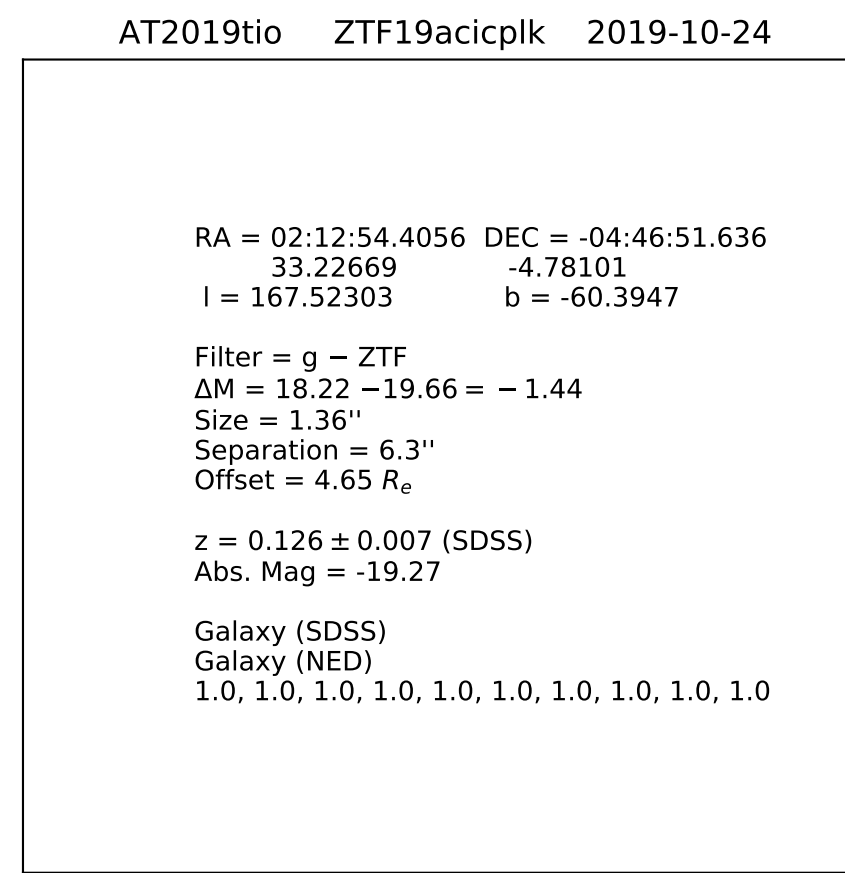 AT2019tio ZTF19acicplk 2019-10-24
RA = 02:12:54.4056 DEC = -04:46:51.636
33.22669 -4.78101
l = 167.52303 b = -60.3947
Filter = g − ZTF
ΔM = 18.22 −19.66 = − 1.44
Size = 1.36''
Separation = 6.3''
Offset = 4.65 Re
z = 0.126 ± 0.007 (SDSS)
Abs. Mag = -19.27
Galaxy (SDSS)
Galaxy (NED)
1.0, 1.0, 1.0, 1.0, 1.0, 1.0, 1.0, 1.0, 1.0, 1.0